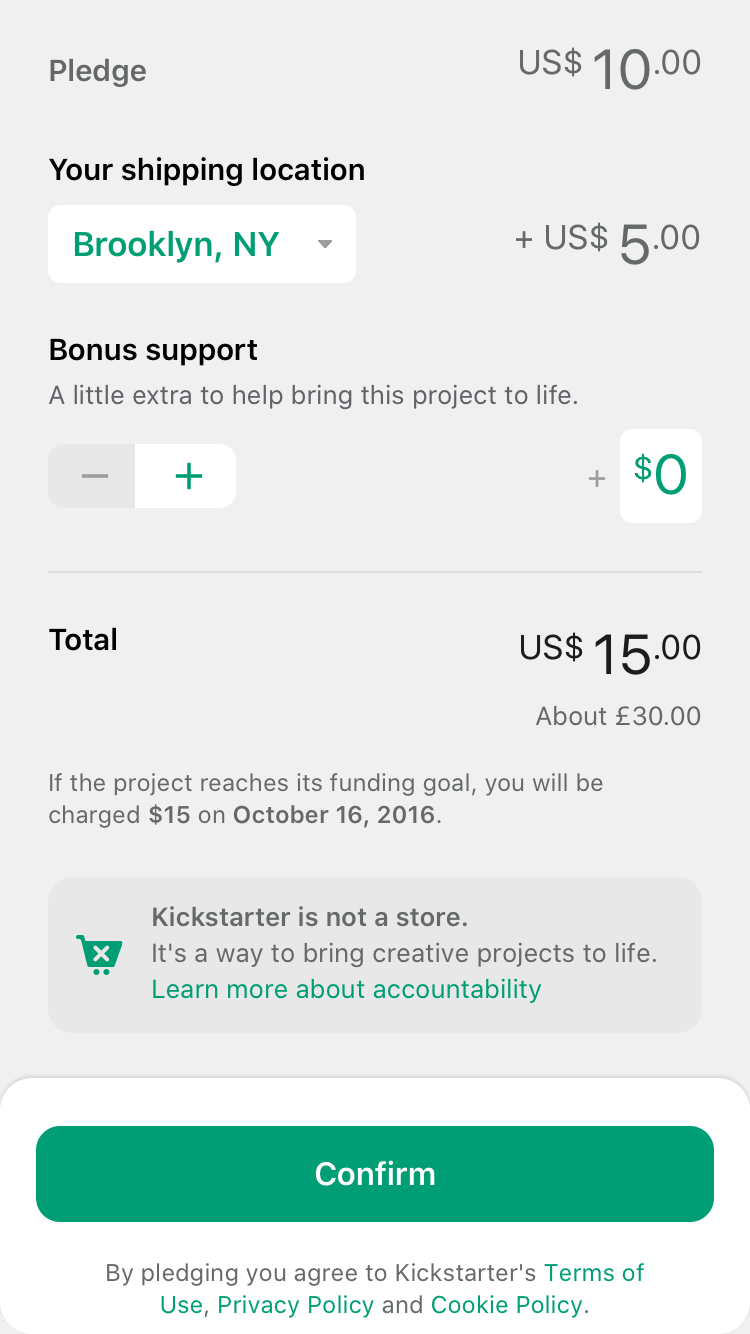 Pledge
US$ 10.00
Your shipping location
Brooklyn, NY
+ US$ 5.00
Bonus support
A little extra to help bring this project to life.
− +
+ $0
Total
US$ 15.00
About £30.00
If the project reaches its funding goal, you will be
charged $15 on October 16, 2016.
Kickstarter is not a store.
It's a way to bring creative projects to life.
Learn more about accountability
Confirm
By pledging you agree to Kickstarter's Terms of
Use, Privacy Policy and Cookie Policy.